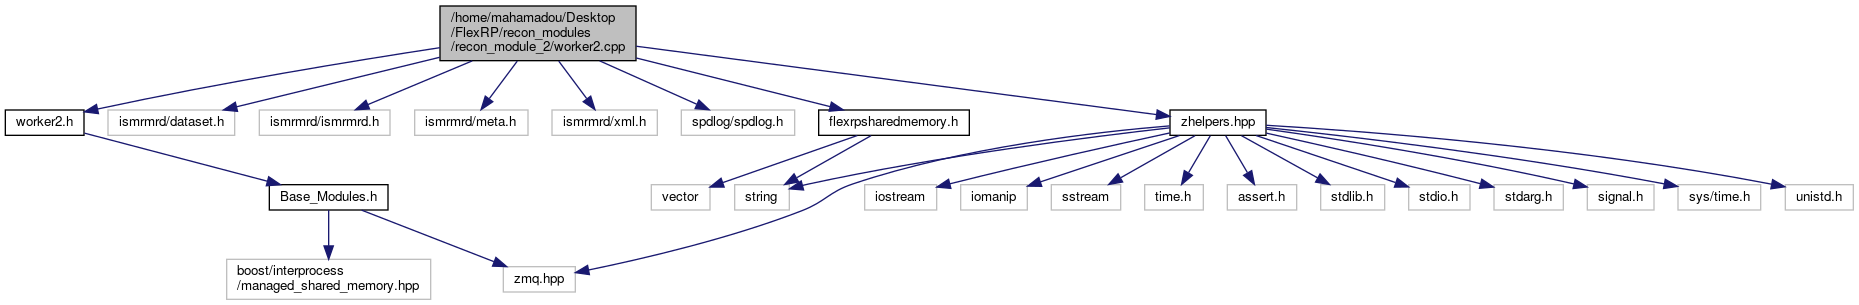 /home/mahamadou/Desktop
/FlexRP/recon_modules
/recon_module_2/worker2.cpp
worker2.h
ismrmrd/dataset.h
ismrmrd/ismrmrd.h
ismrmrd/meta.h
ismrmrd/xml.h
spdlog/spdlog.h
flexrpsharedmemory.h
zhelpers.hpp
Base_Modules.h
vector
string
iostream
iomanip
sstream
time.h
assert.h
stdlib.h
stdio.h
stdarg.h
signal.h
sys/time.h
unistd.h
boost/interprocess
/managed_shared_memory.hpp
zmq.hpp